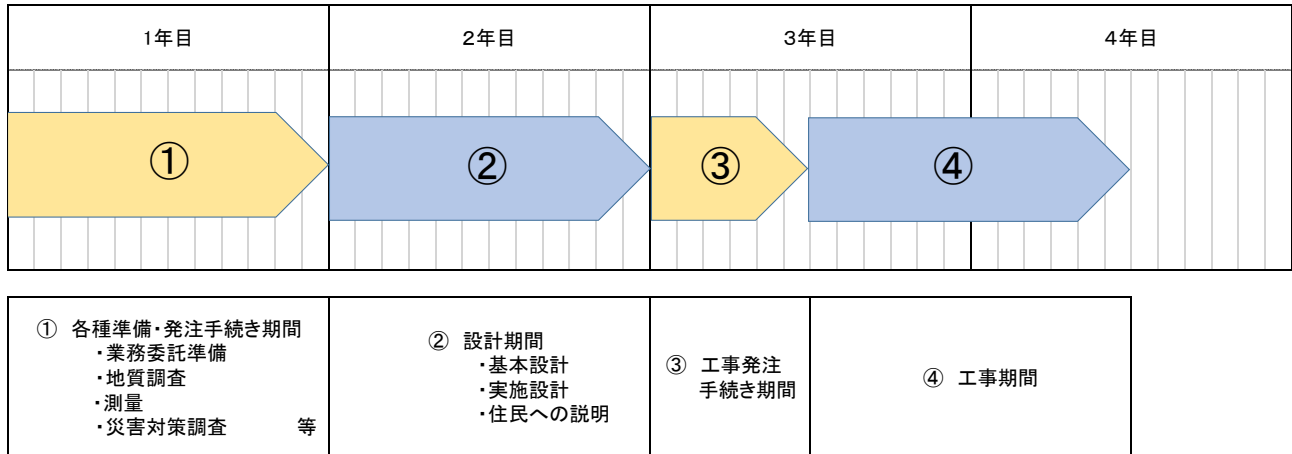 1年目
2年目
3年目
4年目
①
②
③
④
① 各種準備・発注手続き期間
・業務委託準備
・地質調査
・測量
・災害対策調査 等
② 設計期間
・基本設計
・実施設計
・住民への説明
③ 工事発注
手続き期間
④ 工事期間